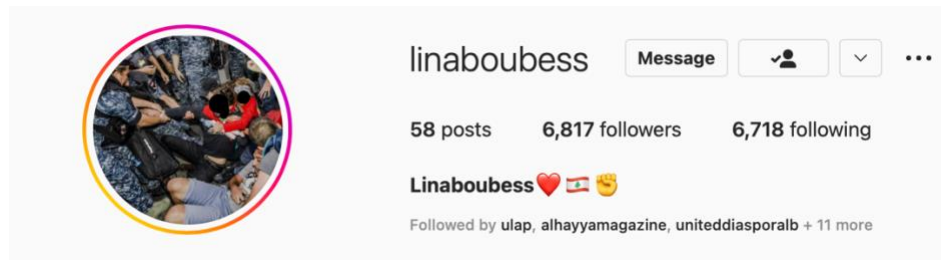 linaboubess Message
58 posts 6,817 followers 6,718 following
Linaboubess❤️🇱🇧✊
Followed by ulap, alhayyamagazine, uniteddiasporalb + 11 more